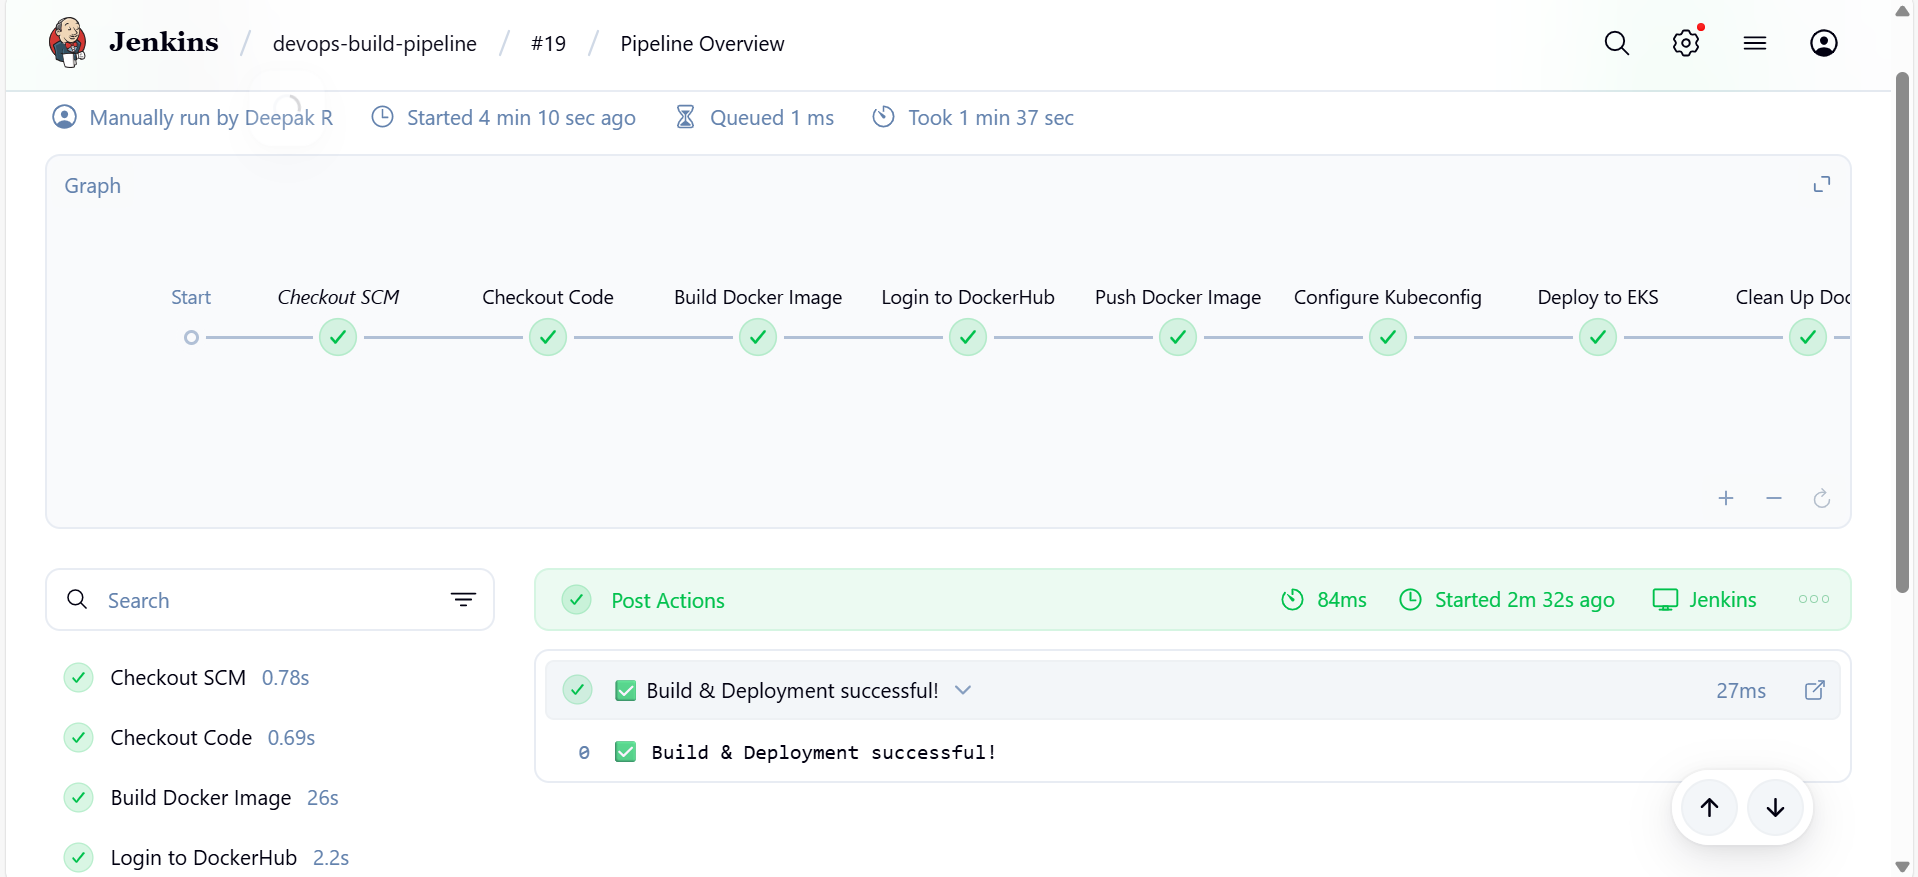 Jenkins / devops-build-pipeline / #19 / Pipeline Overview
Manually run by Deepak R Started 4 min 10 sec ago Queued 1 ms Took 1 min 37 sec
Graph
Start Checkout SCM Checkout Code Build Docker Image Login to DockerHub Push Docker Image Configure Kubeconfig Deploy to EKS Clean Up Doc
Search
Post Actions 84ms Started 2m 32s ago Jenkins
✅ Build & Deployment successful! 27ms
0 ✅ Build & Deployment successful!
Checkout SCM 0.78s
Checkout Code 0.69s
Build Docker Image 26s
Login to DockerHub 2.2s